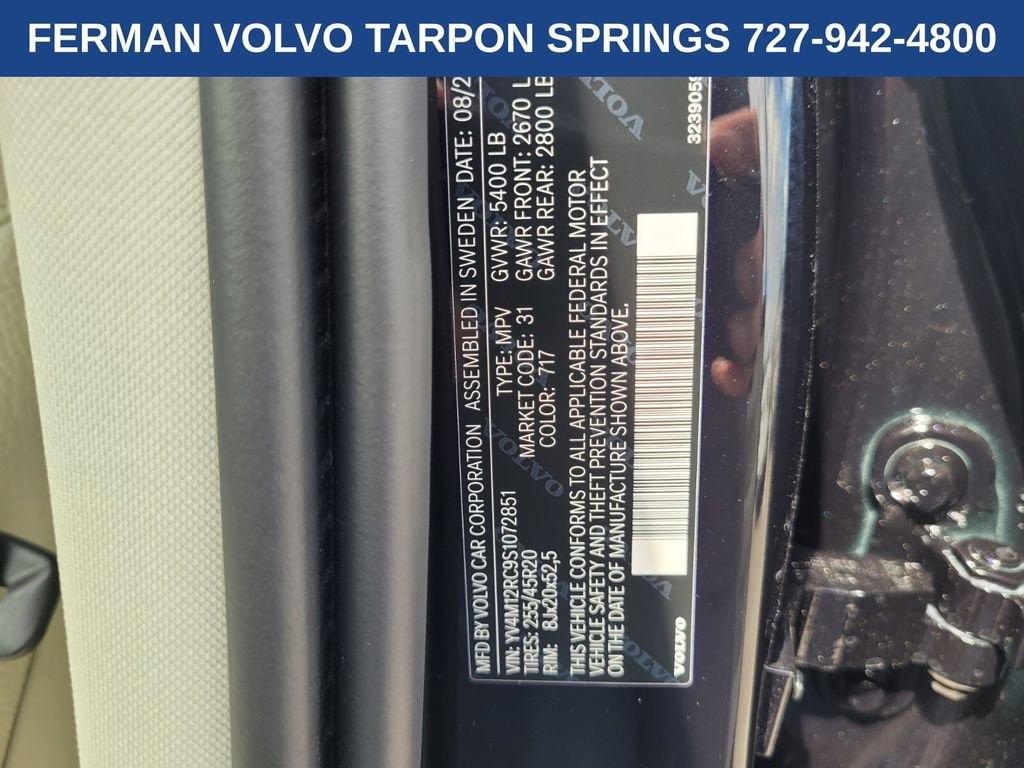 FERMAN VOLVO TARPON SPRINGS 727-942-4800
MFD BY VOLVO CAR CORPORATION ASSEMBLED IN SWEDEN DATE: 08/2
VIN: YV4M12RC9S1072851 TYPE: MPV GVWR: 5400 LB
TIRES: 255/45R20 MARKET CODE: 31 GAWR FRONT: 2670 L
RIM: 8Jx20x52,5 COLOR: 717 GAWR REAR: 2800 LB
THIS VEHICLE CONFORMS TO ALL APPLICABLE FEDERAL MOTOR
VEHICLE SAFETY AND THEFT PREVENTION STANDARDS IN EFFECT
ON THE DATE OF MANUFACTURE SHOWN ABOVE.
VOLVO
3239059